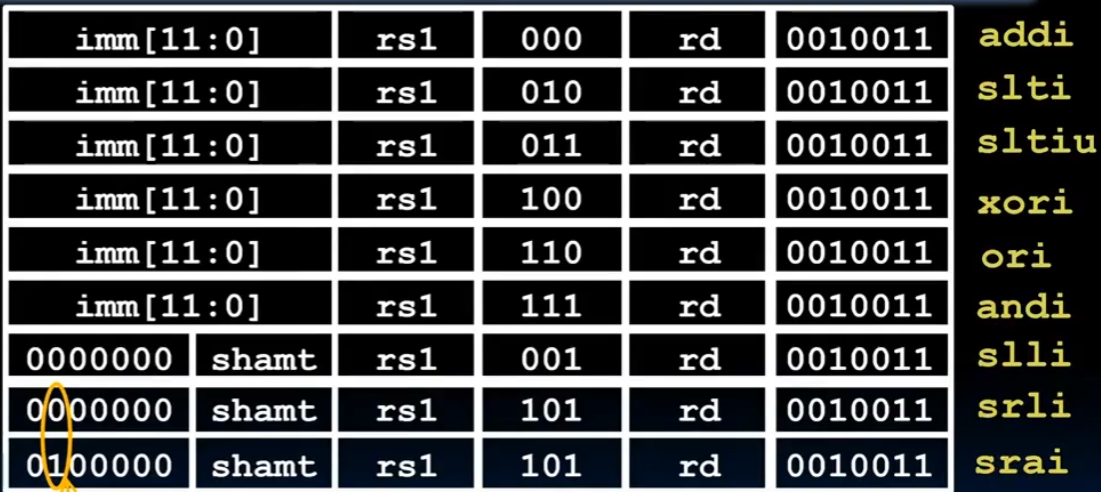 imm[11:0] rs1 000 rd 0010011 addi
imm[11:0] rs1 010 rd 0010011 slti
imm[11:0] rs1 011 rd 0010011 sltiu
imm[11:0] rs1 100 rd 0010011 xori
imm[11:0] rs1 110 rd 0010011 ori
imm[11:0] rs1 111 rd 0010011 andi
0000000 shamt rs1 001 rd 0010011 slli
0000000 shamt rs1 101 rd 0010011 srli
0100000 shamt rs1 101 rd 0010011 srai